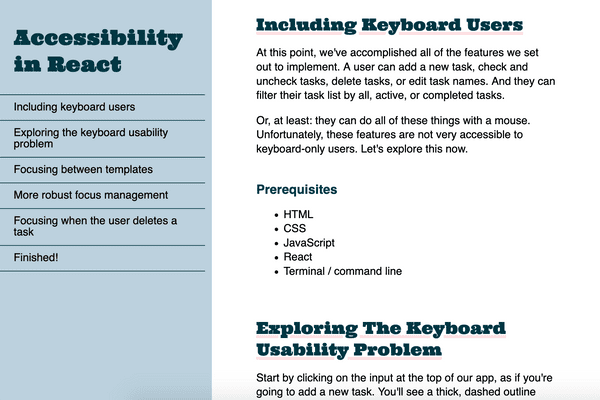 Accessibility
in React
Including keyboard users
Exploring the keyboard usability
problem
Focusing between templates
More robust focus management
Focusing when the user deletes a
task
Finished!
Including Keyboard Users
At this point, we've accomplished all of the features we set
out to implement. A user can add a new task, check and
uncheck tasks, delete tasks, or edit task names. And they can
filter their task list by all, active, or completed tasks.
Or, at least: they can do all of these things with a mouse.
Unfortunately, these features are not very accessible to
keyboard-only users. Let's explore this now.
Prerequisites
• HTML
• CSS
• JavaScript
• React
• Terminal / command line
Exploring The Keyboard
Usability Problem
Start by clicking on the input at the top of our app, as if you're
going to add a new task. You'll see a thick, dashed outline